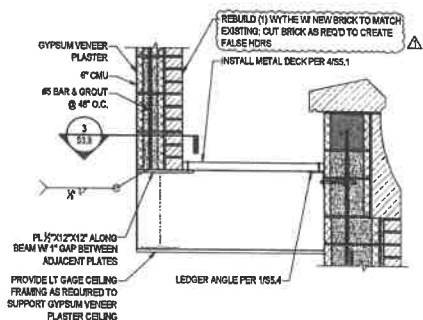 REBUILD (1) WYTHE W/ NEW BRICK TO MATCH
EXISTING; CUT BRICK AS REQ'D TO CREATE
FALSE HDRS
GYPSUM VENEER
PLASTER
6" CMU
#5 BAR & GROUT
@ 48" O.C.
INSTALL METAL DECK PER 4/S5.1
3
PL ½"X12"X12" ALONG
BEAM W/ 1" GAP BETWEEN
ADJACENT PLATES
PROVIDE LT GAGE CEILING
FRAMING AS REQUIRED TO
SUPPORT GYPSUM VENEER
PLASTER CEILING
LEDGER ANGLE PER 1/S5.4